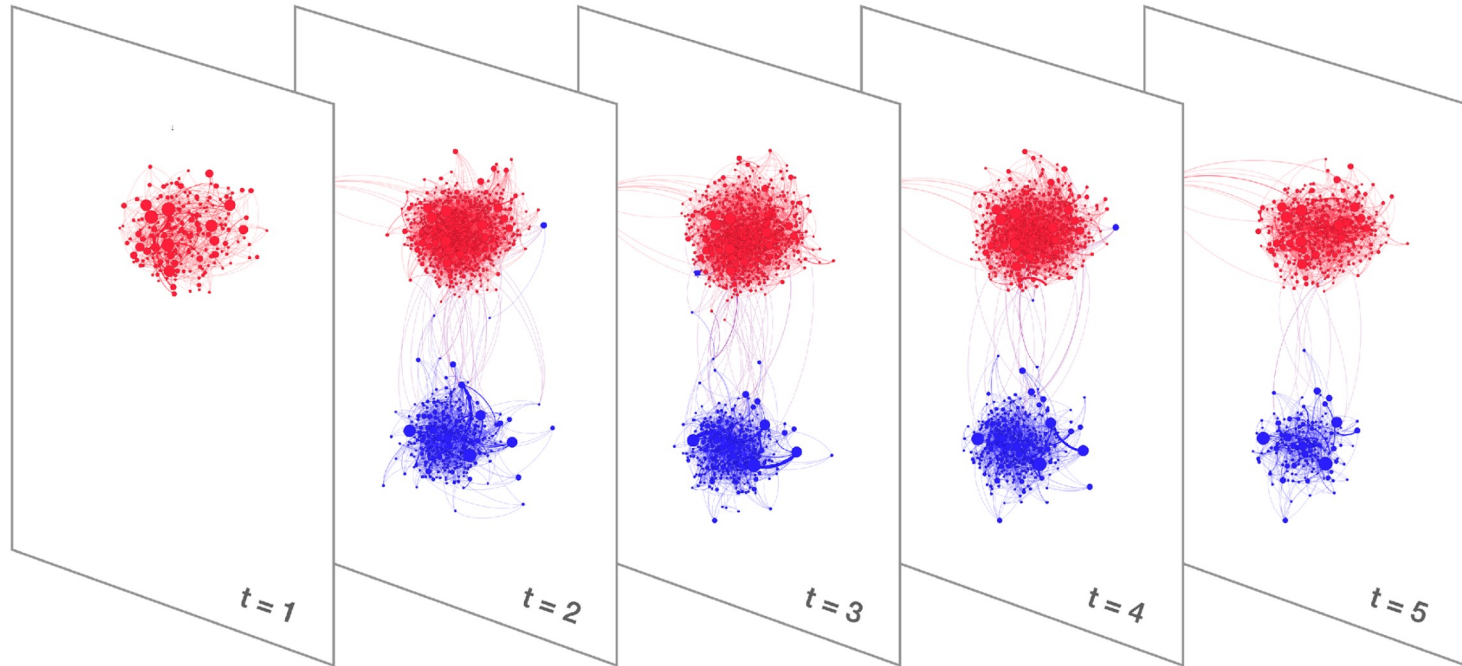 t = 1
t = 2
t = 3
t = 4
t = 5